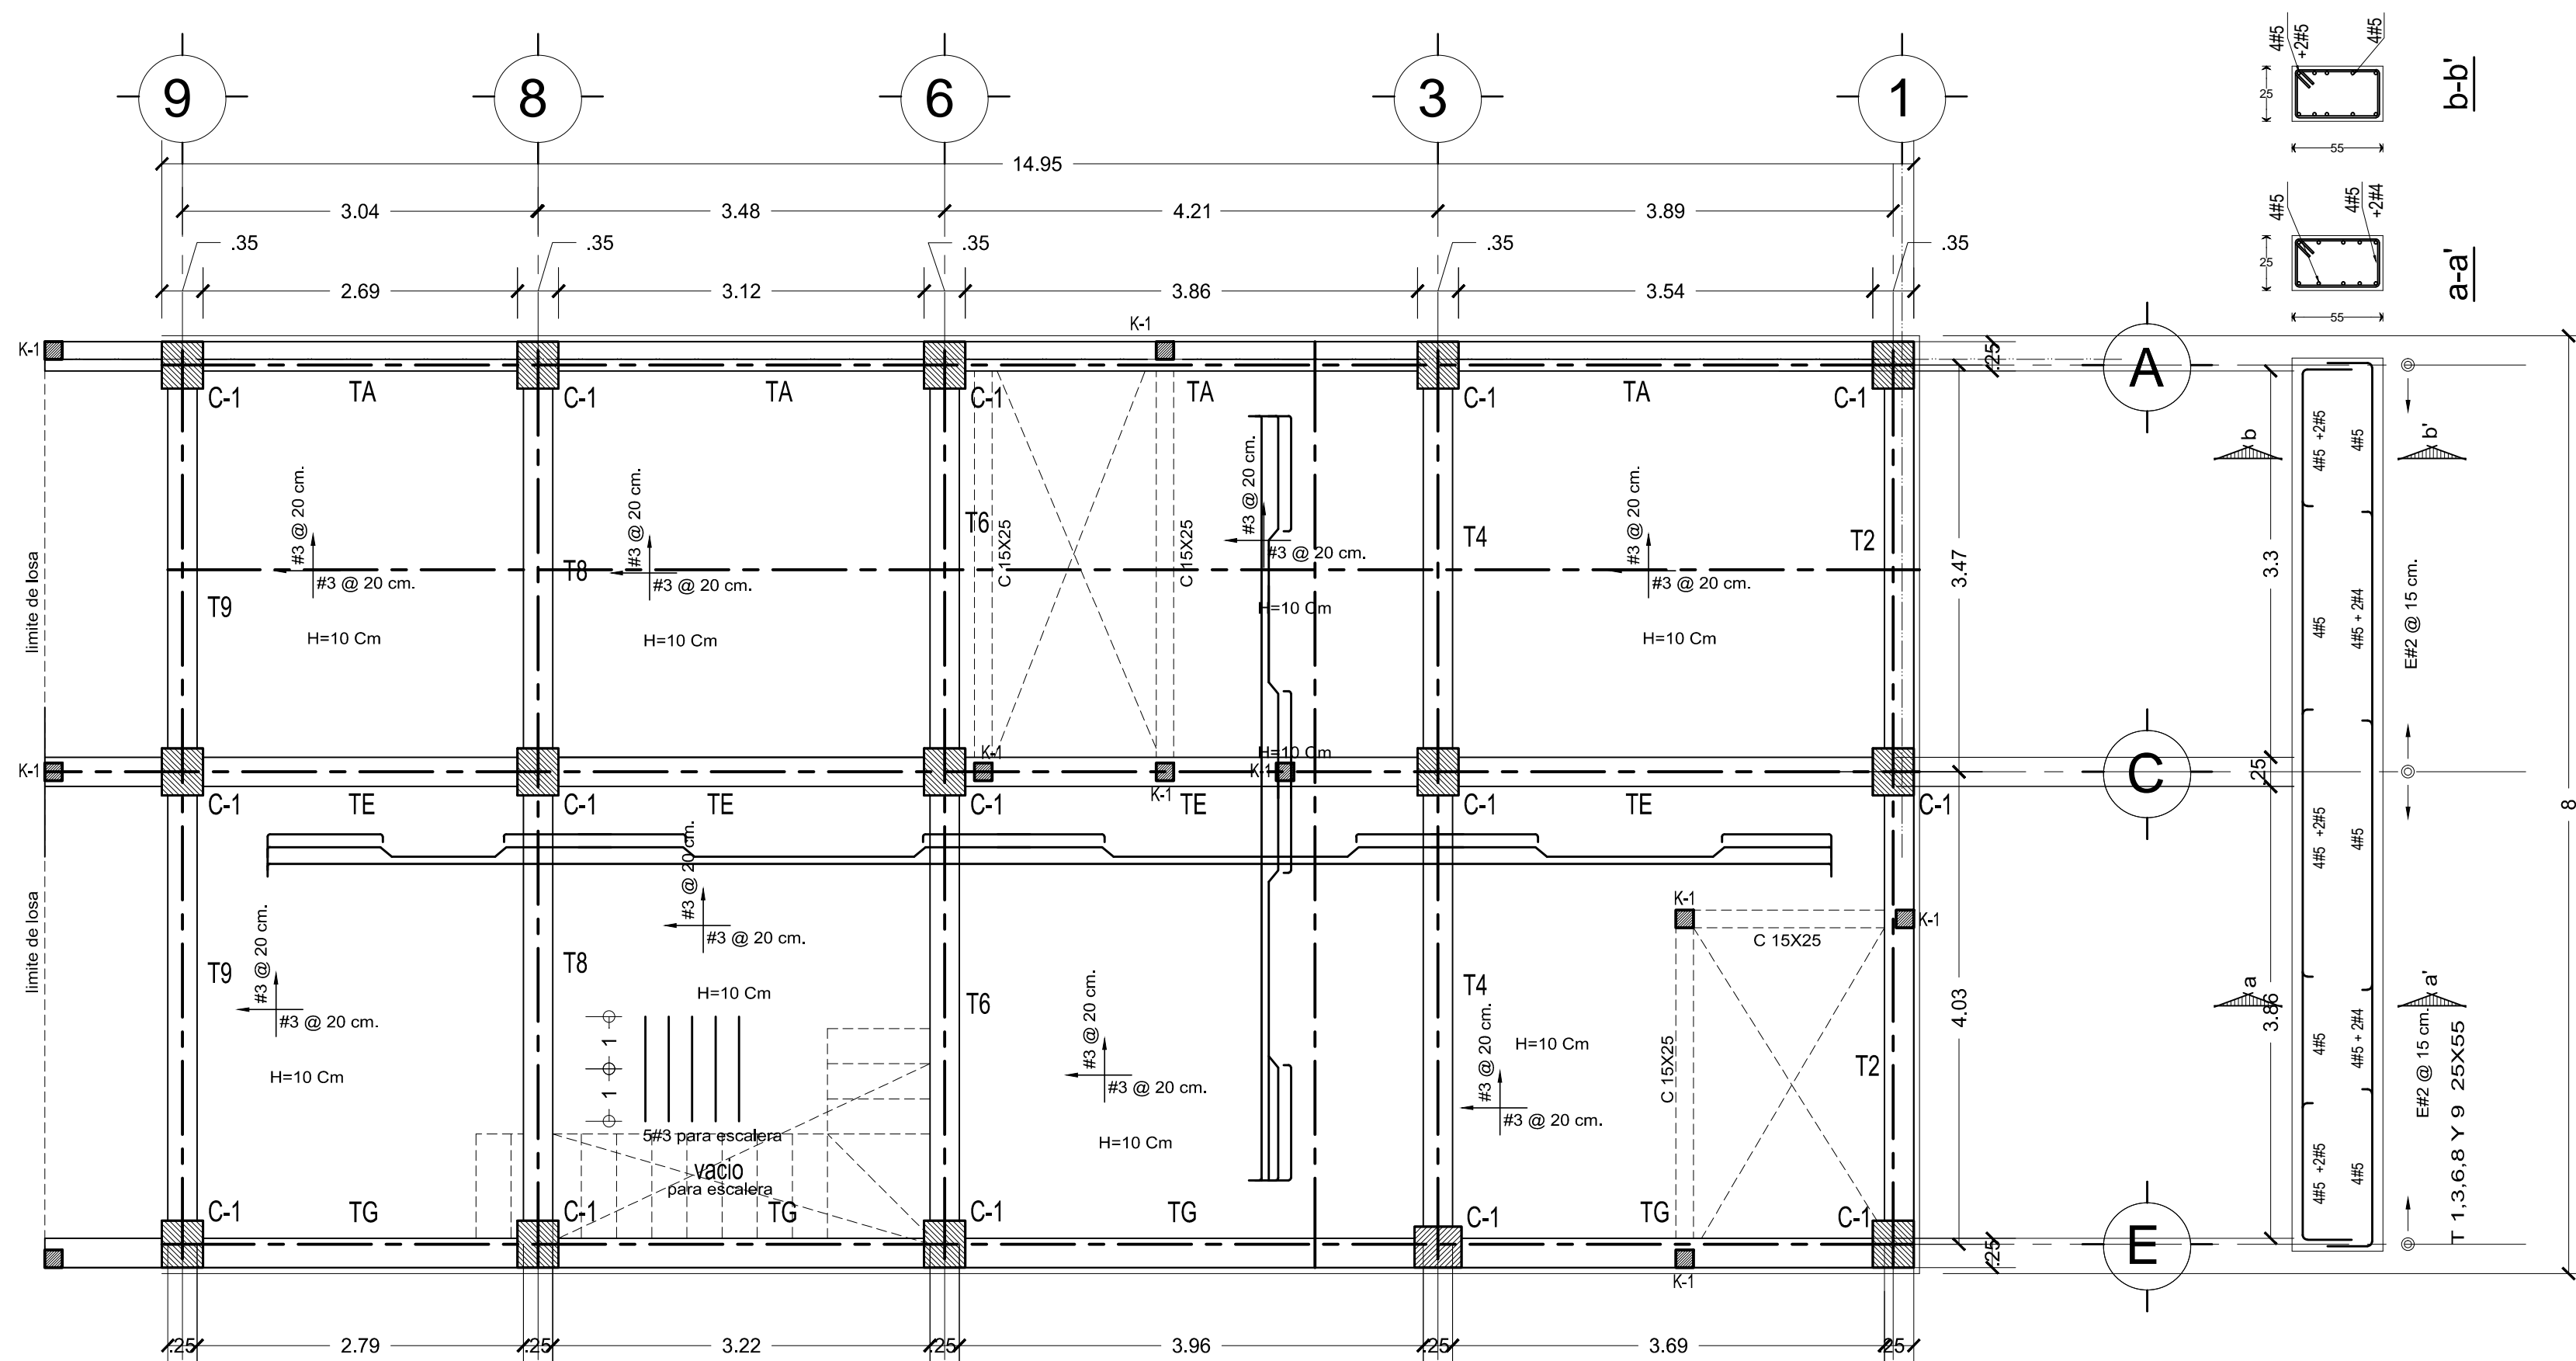 9 8 6 3 1
14.95
3.04 3.48 4.21 3.89
.35 .35 .35 .35 .35
2.69 3.12 3.86 3.54
4#5
+2#5
4#5
25
55
b-b'
4#5
4#5
+2#4
25
55
a-a'
K-1
K-1
.25
A
C-1 TA C-1 TA C-1 TA C-1 TA C-1
#3 @ 20 cm.
#3 @ 20 cm.
H=10 Cm
#3 @ 20 cm.
#3 @ 20 cm.
H=10 Cm
#3 @ 20 cm.
#3 @ 20 cm.
H=10 Cm
H=10 Cm
#3 @ 20 cm.
#3 @ 20 cm.
H=10 Cm
limite de losa
T9
T8
T6
C 15X25
C 15X25
T4
T2
3.47
3.3
b
b'
4#5 +2#5
4#5
4#5
4#5 + 2#4
E#2 @ 15 cm.
K-1
K-1
K-1
K-1
.25
C
8
C-1 TE C-1 TE C-1 TE C-1 TE C-1
4#5 +2#5
4#5
limite de losa
T9
#3 @ 20 cm.
#3 @ 20 cm.
H=10 Cm
T8
#3 @ 20 cm.
#3 @ 20 cm.
H=10 Cm
1
1
5#3 para escalera
vacio
para escalera
T6
#3 @ 20 cm.
#3 @ 20 cm.
H=10 Cm
T4
#3 @ 20 cm.
#3 @ 20 cm.
H=10 Cm
K-1
K-1
C 15X25
C 15X25
T2
4.03
3.86
a
a'
4#5
4#5 + 2#4
E#2 @ 15 cm.
T 1,3,6,8 Y 9 25X55
4#5 +2#5
4#5
C-1 TG C-1 TG C-1 TG C-1 TG C-1
.25
E
K-1
.25 2.79 .25 3.22 .25 3.96 .25 3.69 .25